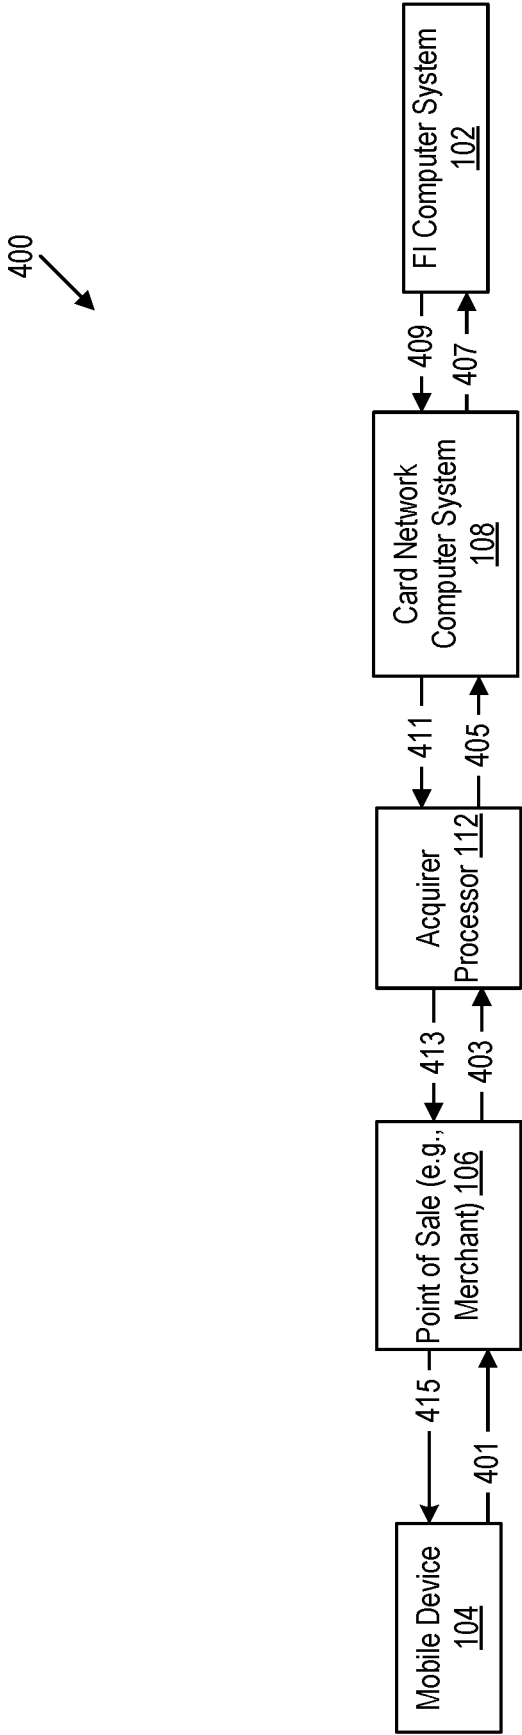 400
Mobile Device
104
415
401
Point of Sale (e.g.,
Merchant) 106
413
403
Acquirer
Processor 112
411
405
Card Network
Computer System
108
409
407
FI Computer System
102